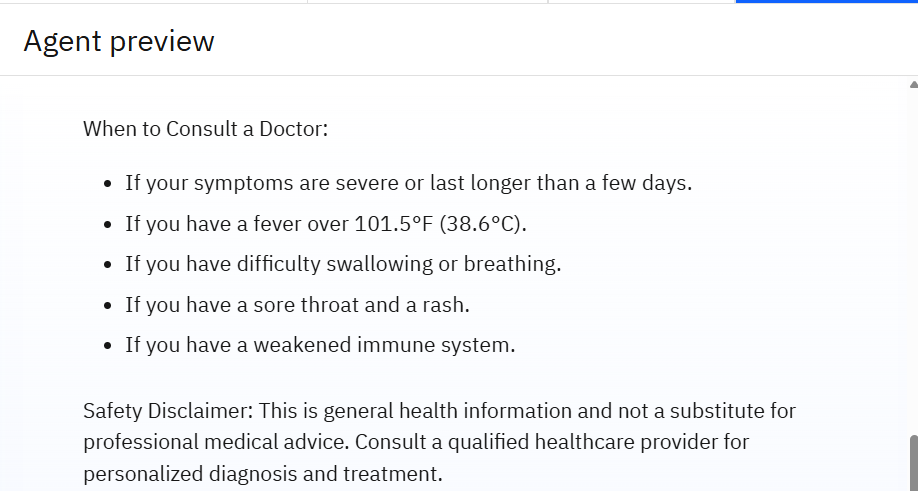 Agent preview
When to Consult a Doctor:
• If your symptoms are severe or last longer than a few days.
• If you have a fever over 101.5°F (38.6°C).
• If you have difficulty swallowing or breathing.
• If you have a sore throat and a rash.
• If you have a weakened immune system.
Safety Disclaimer: This is general health information and not a substitute for
professional medical advice. Consult a qualified healthcare provider for
personalized diagnosis and treatment.